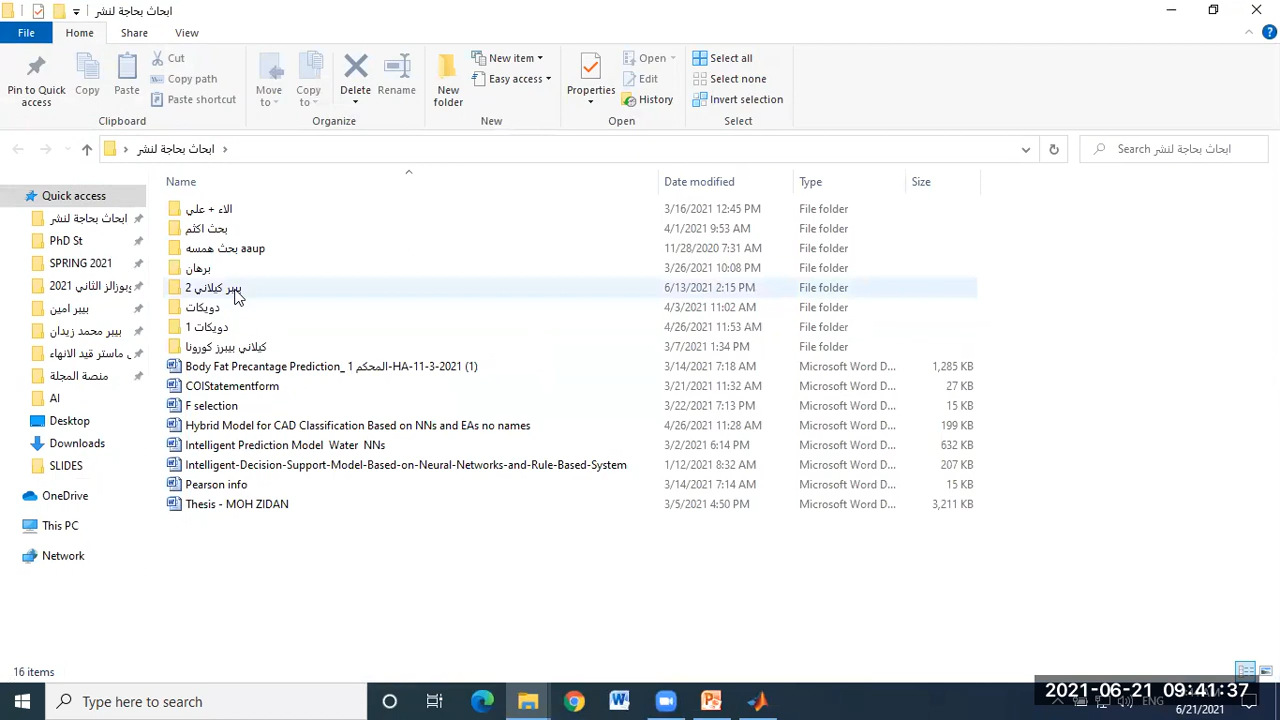 ابحاث بحاجة لنشر
File Home Share View
Pin to Quick access
Copy
Paste
Cut
Copy path
Paste shortcut
Clipboard
Move to
Copy to
Delete
Rename
Organize
New folder
New item
Easy access
New
Properties
Open
Edit
History
Open
Select all
Select none
Invert selection
Select
ابحاث بحاجة لنشر
Search ابحاث بحاجة لنشر
Name Date modified Type Size
Quick access
ابحاث بحاجة لنشر
PhD St
SPRING 2021
وبوزالز الثاني 2021
بيبر امين
بيبر محمد زيدان
ماستر قيد الانهاء
منصة المجلة
AI
Desktop
Downloads
SLIDES
OneDrive
This PC
Network
الاء + علي 3/16/2021 12:45 PM File folder
بحث اكثم 4/1/2021 9:53 AM File folder
بحث همسه aaup 11/28/2020 7:31 AM File folder
برهان 3/26/2021 10:08 PM File folder
بيبر كيلاني 2 6/13/2021 2:15 PM File folder
دويكات 4/3/2021 11:02 AM File folder
دويكات 1 4/26/2021 11:53 AM File folder
كيلاني بيبرز كورونا 3/7/2021 1:34 PM File folder
Body Fat Precantage Prediction_ 1 المحكم-HA-11-3-2021 (1) 3/14/2021 7:18 AM Microsoft Word D... 1,285 KB
COIStatementform 3/21/2021 11:32 AM Microsoft Word D... 27 KB
F selection 3/22/2021 7:13 PM Microsoft Word D... 15 KB
Hybrid Model for CAD Classification Based on NNs and EAs no names 4/26/2021 11:28 AM Microsoft Word D... 199 KB
Intelligent Prediction Model Water NNs 3/2/2021 6:14 PM Microsoft Word D... 632 KB
Intelligent-Decision-Support-Model-Based-on-Neural-Networks-and-Rule-Based-System 1/12/2021 8:32 AM Microsoft Word D... 207 KB
Pearson info 3/14/2021 7:14 AM Microsoft Word D... 15 KB
Thesis - MOH ZIDAN 3/5/2021 4:50 PM Microsoft Word D... 3,211 KB
16 items
Type here to search
2021-06-21 09:41:37
ENG
6/21/2021